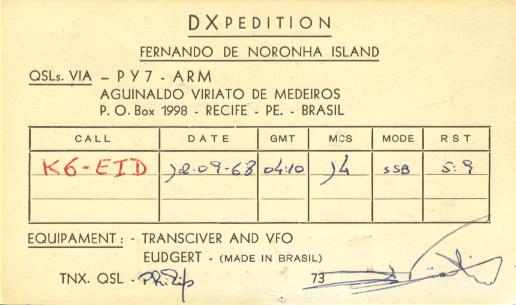 DXPEDITION
FERNANDO DE NORONHA ISLAND
QSLs. VIA - PY7 - ARM
AGUINALDO VIRIATO DE MEDEIROS
P. O. Box 1998 - RECIFE - PE. - BRASIL
CALL DATE GMT MCS MODE RST
K6-EID 12-09-68 04:10 14 SSB 5:9
EQUIPAMENT: - TRANSCIVER AND VFO
EUDGERT - (MADE IN BRASIL)
TNX. QSL - Philip 73